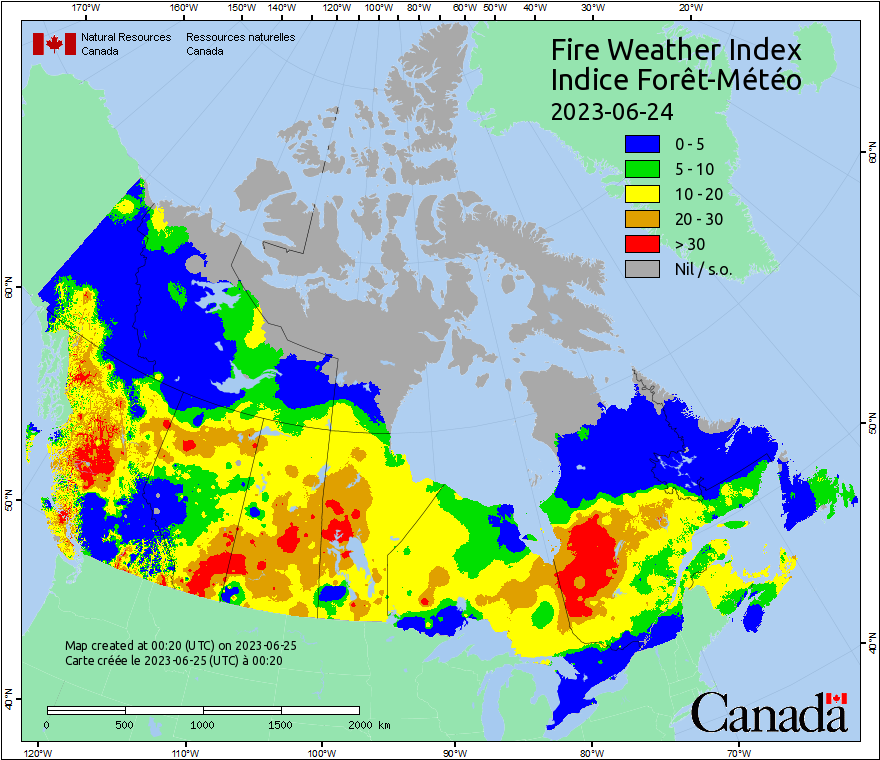 170°W 160°W 150°W 140°W 120°W 100°W 80°W 60°W 50°W 40°W 30°W 20°W
Natural Resources Ressources naturelles
Canada Canada
Fire Weather Index
Indice Forêt-Météo
2023-06-24
0 - 5
5 - 10
10 - 20
20 - 30
> 30
Nil / s.o.
60°N
60°N
50°N
50°N
40°N
40°N
Map created at 00:20 (UTC) on 2023-06-25
Carte créée le 2023-06-25 (UTC) à 00:20
0 500 1000 1500 2000 km
Canada
120°W 110°W 100°W 90°W 80°W 70°W